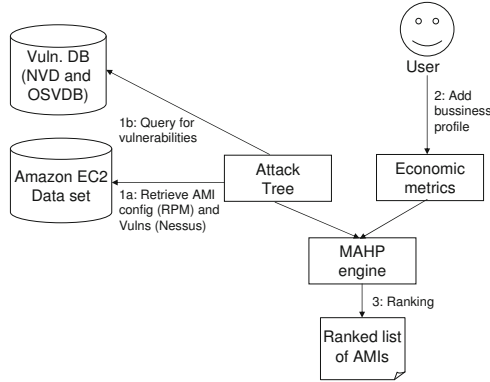 Vuln. DB
(NVD and
OSVDB)
User
2: Add
bussiness
profile
1b: Query for
vulnerabilities
Amazon EC2
Data set
1a: Retrieve AMI
config (RPM) and
Vulns (Nessus)
Attack
Tree
Economic
metrics
MAHP
engine
3: Ranking
Ranked list
of AMIs